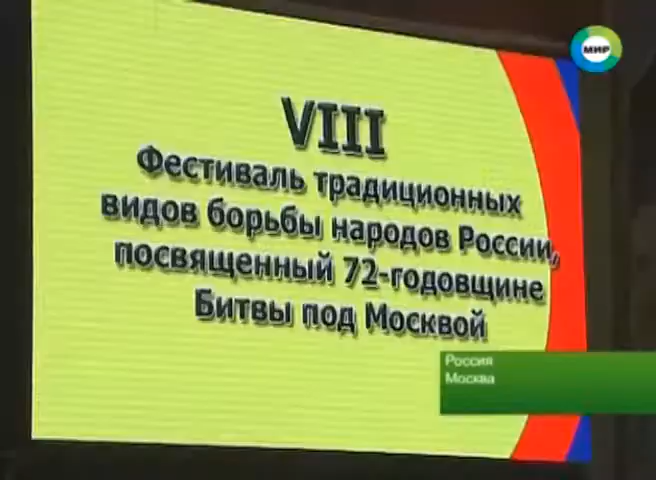 МИР
VIII
Фестиваль традиционных
видов борьбы народов России,
посвященный 72-годовщине
Битвы под Москвой
Россия
Москва